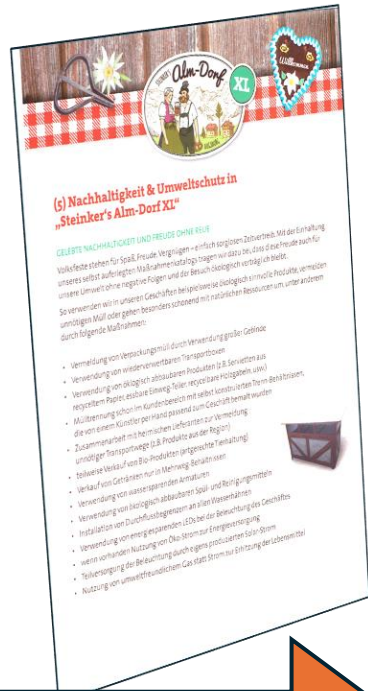 STEINKER'S
Alm-Dorf
XL
Willkommen
(5) Nachhaltigkeit & Umweltschutz in
„Steinker's Alm-Dorf XL“
GELEBTE NACHHALTIGKEIT UND FREUDE OHNE REUE
Volksfeste stehen für Spaß, Freude, Vergnügen – einfach sorglosen Zeitvertreib. Mit der Einhaltung
unseres selbst auferlegten Maßnahmenkatalogs tragen wir dazu bei, dass diese Freude auch für
unsere Umwelt ohne negative Folgen und der Besuch ökologisch verträglich bleibt.
So verwenden wir in unseren Geschäften beispielsweise ökologisch sinnvolle Produkte, vermeiden
unnötigen Müll oder gehen besonders schonend mit natürlichen Ressourcen um, unter anderem
durch folgende Maßnahmen:
• Vermeidung von Verpackungsmüll durch Verwendung großer Gebinde
• Verwendung von wiederverwertbaren Transportboxen
• Verwendung von ökologisch abbaubaren Produkten (z.B. Servietten aus
recyceltem Papier, essbare Einweg-Teller, recycelbare Holzgabeln, usw.)
• Mülltrennung schon im Kundenbereich mit selbst konstruierten Trenn-Behältnissen,
die von einem Künstler per Hand passend zum Geschäft bemalt wurden
• Zusammenarbeit mit heimischen Lieferanten zur Vermeidung
unnötiger Transportwege (z.B. Produkte aus der Region)
• teilweise Verkauf von Bio-Produkten (artgerechte Tierhaltung)
• Verkauf von Getränken nur in Mehrweg-Behältnissen
• Verwendung von wassersparenden Armaturen
• Verwendung von ökologisch abbaubaren Spül- und Reinigungsmitteln
• Installation von Durchflussbegrenzern an allen Wasserhähnen
• Verwendung von energiesparenden LEDs bei der Beleuchtung des Geschäftes
• wenn vorhanden Nutzung von Öko-Strom zur Energieversorgung
• Teilversorgung der Beleuchtung durch eigens produzierten Solar-Strom
• Nutzung von umweltfreundlichem Gas statt Strom zur Erhitzung der Lebensmittel